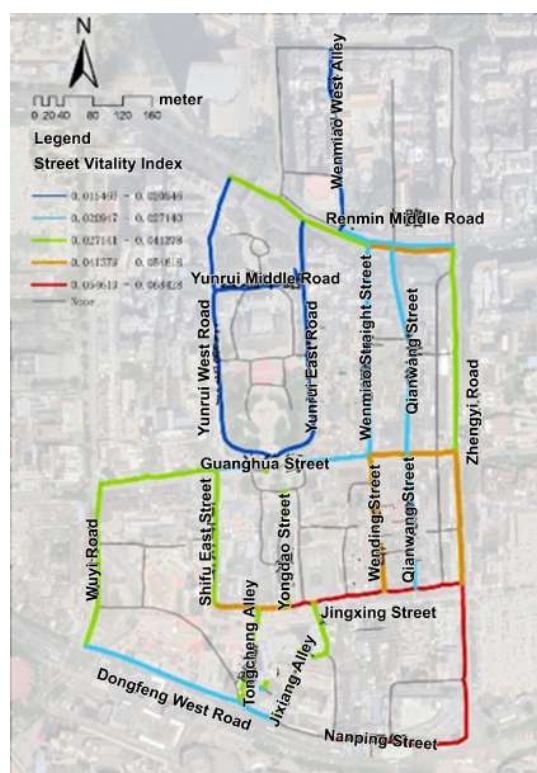 N
meter
0 20 40 80 120 160
Legend
Street Vitality Index
None
Wenmiao West Alley
Renmin Middle Road
Yunrui Middle Road
Yunrui West Road
Yunrui East Road
Wenmiao Straight Street
Qianwang Street
Zhengyi Road
Guanghua Street
Wuyi Road
Shifu East Street
Yongdao Street
Wending Street
Qianwang Street
Jingxing Street
Tongcheng Alley
Jixiang Alley
Dongfeng West Road
Nanping Street